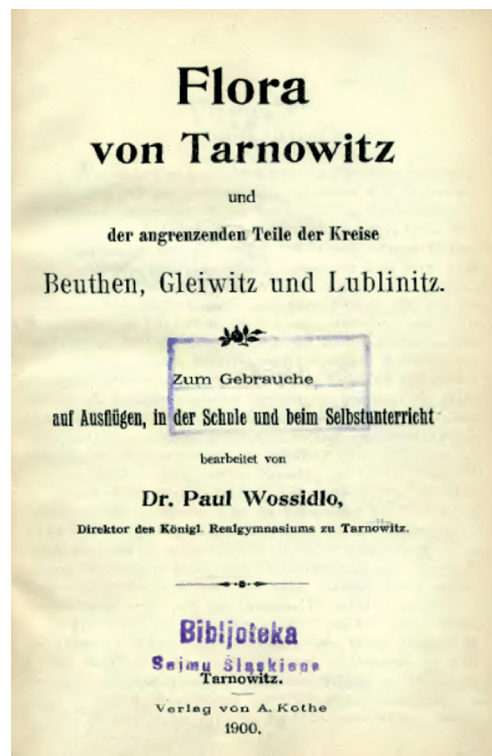 Flora
von Tarnowitz
und
der angrenzenden Teile der Kreise
Beuthen, Gleiwitz und Lublinitz.
Zum Gebrauche
auf Ausflügen, in der Schule und beim Selbstunterricht
bearbeitet von
Dr. Paul Wossidlo,
Direktor des Königl. Realgymnasiums zu Tarnowitz.
Bibljoteka
Sejmu Śląskiego
Tarnowitz.
Verlag von A. Kothe
1900.